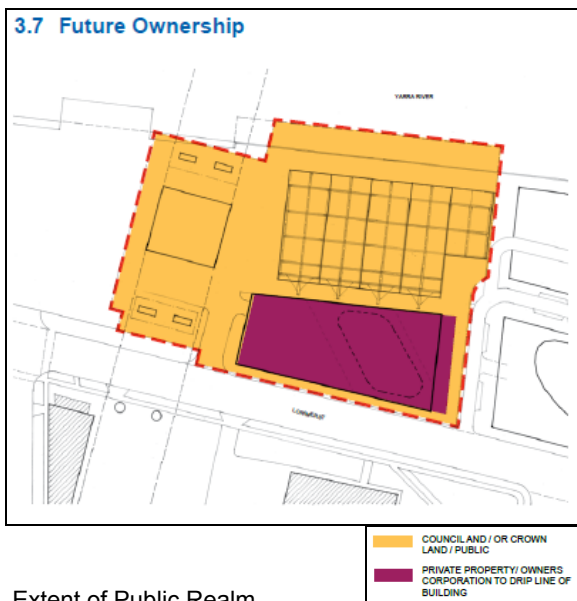 3.7 Future Ownership
YARRA RIVER
COUNCIL AND / OR CROWN
LAND / PUBLIC
PRIVATE PROPERTY/ OWNERS
CORPORATION TO DRIP LINE OF
BUILDING
Extent of Public Realm